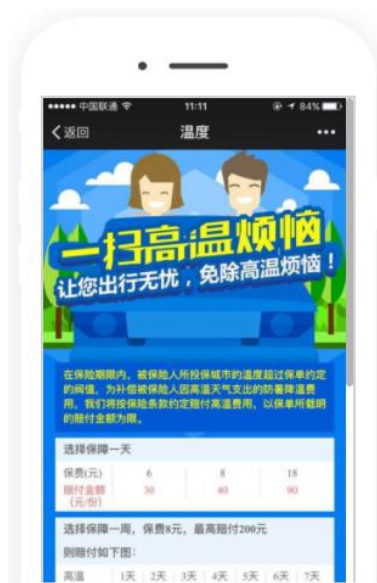 中国联通
11:11
84%
返回
温度
一扫高温烦恼
让您出行无忧，免除高温烦恼！
在保险期限内，被保险人所投保城市的温度超过保单约定
的阀值，为补偿被保险人因高温天气支出的防暑降温费
用，我们将按保险条款约定赔付高温费用，以保单所载明
的赔付金额为限。
选择保障一天
保费(元) 6 8 18
赔付金额 30 40 90
(元/份)
选择保障一周，保费8元，最高赔付200元
则赔付如下图：
高温 1天 2天 3天 4天 5天 6天 7天